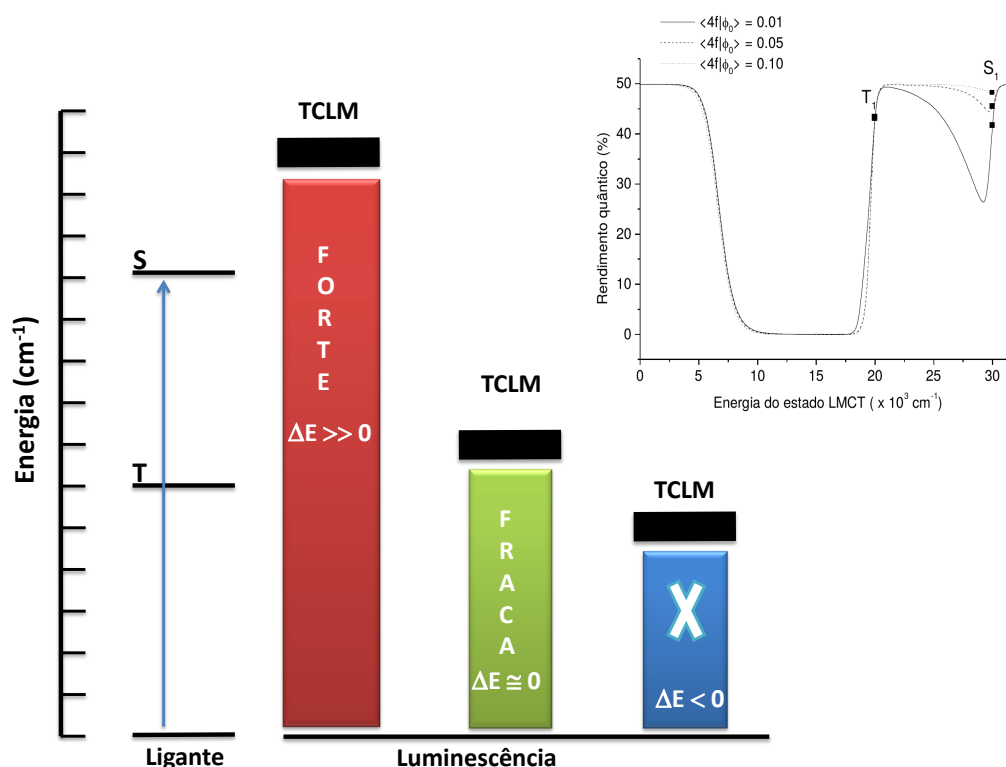 <4f|ϕ₀> = 0.01
<4f|ϕ₀> = 0.05
<4f|ϕ₀> = 0.10
S₁
T₁
50
40
30
20
10
0
Rendimento quântico (%)
0 5 10 15 20 25 30
Energia do estado LMCT ( x 10³ cm⁻¹)
TCLM
S
T
Energia (cm⁻¹)
FORTE
ΔE >> 0
TCLM
FRACA
ΔE ≅ 0
TCLM
X
ΔE < 0
Ligante
Luminescência